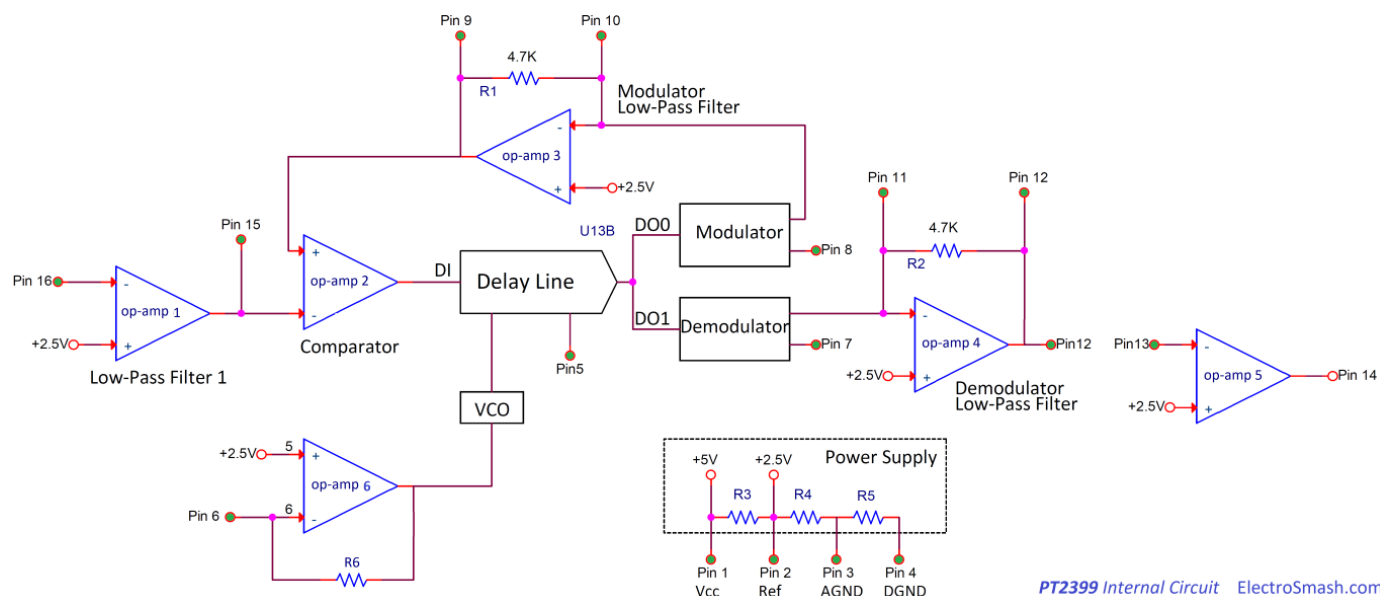 Pin 9
Pin 10
4.7K
R1
Modulator
Low-Pass Filter
-
op-amp 3
+
+2.5V
Pin 11
Pin 12
Pin 15
U13B
DO0
Modulator
Pin 8
4.7K
R2
+
op-amp 2
-
Comparator
DI
Delay Line
Pin 16
-
op-amp 1
+2.5V
+
Low-Pass Filter 1
DO1
Demodulator
Pin 7
Pin5
-
op-amp 4
+2.5V
+
Pin12
Demodulator
Low-Pass Filter
Pin13
-
op-amp 5
Pin 14
+2.5V
+
VCO
+2.5V
5
+
op-amp 6
Pin 6
6
-
R6
Power Supply
+5V
+2.5V
R3
R4
R5
Pin 1
Pin 2
Pin 3
Pin 4
Vcc
Ref
AGND
DGND
PT2399 Internal Circuit ElectroSmash.com